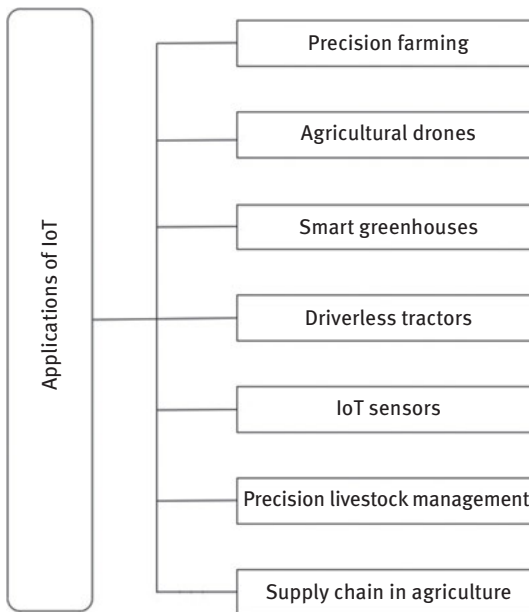 Applications of IoT
Precision farming
Agricultural drones
Smart greenhouses
Driverless tractors
IoT sensors
Precision livestock management
Supply chain in agriculture